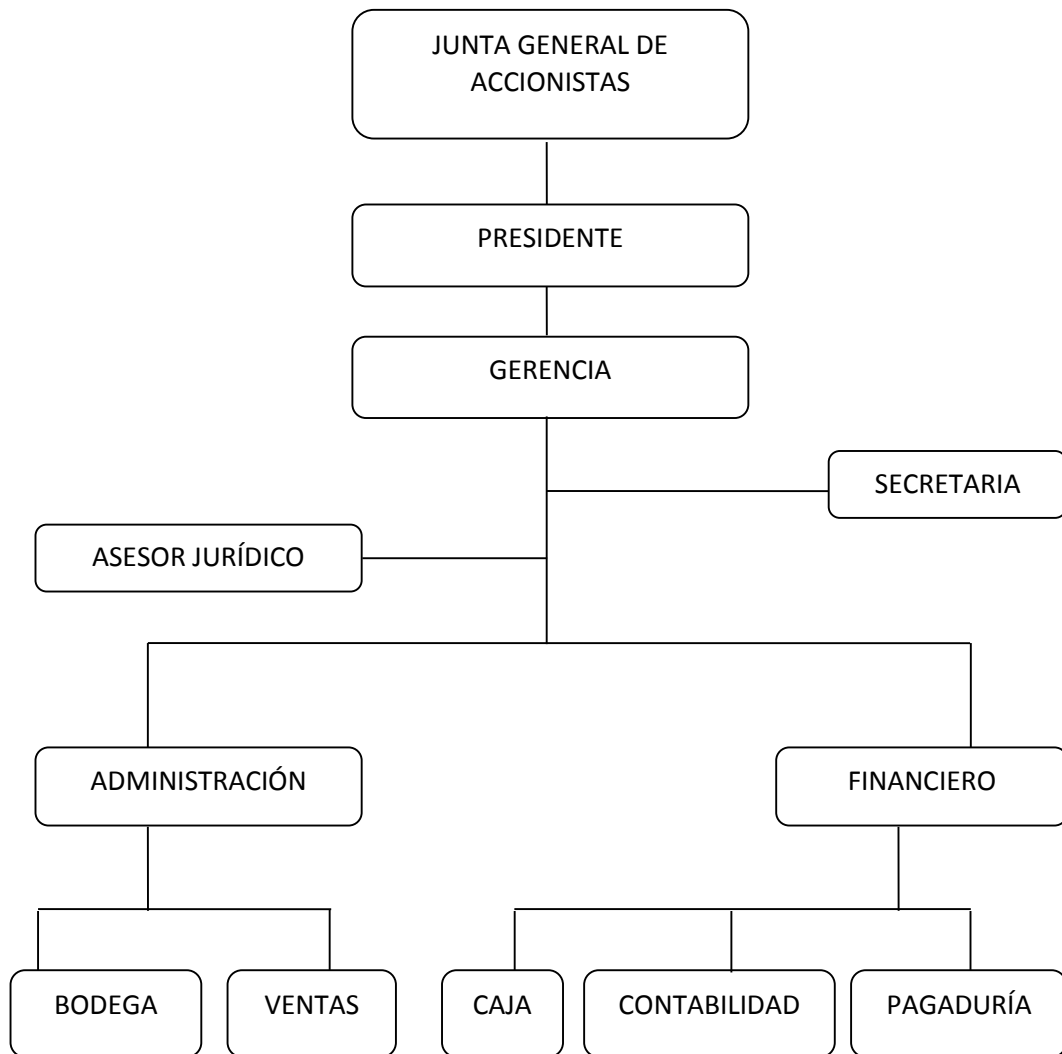 JUNTA GENERAL DE
ACCIONISTAS
PRESIDENTE
GERENCIA
SECRETARIA
ASESOR JURÍDICO
ADMINISTRACIÓN
FINANCIERO
BODEGA
VENTAS
CAJA
CONTABILIDAD
PAGADURÍA